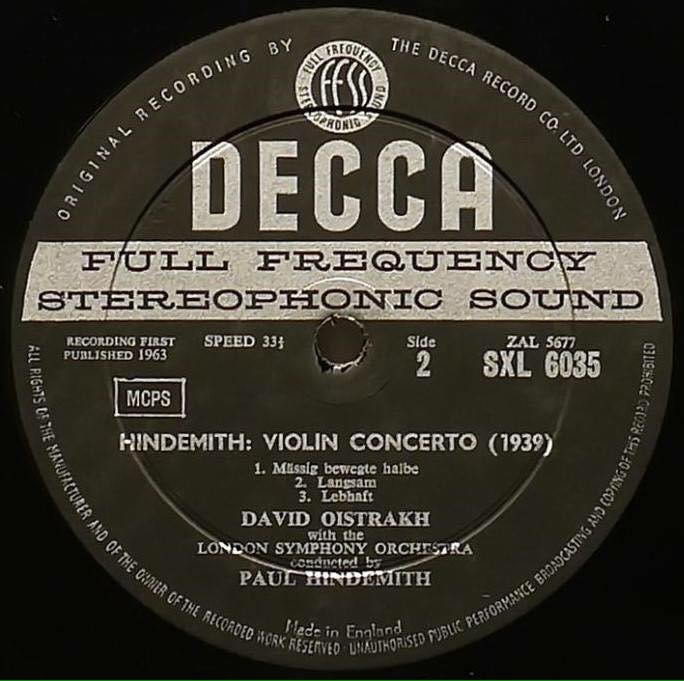 ORIGINAL RECORDING BY THE DECCA RECORD CO. LTD LONDON
FULL FREQUENCY STEREOPHONIC SOUND
FFSS
DECCA
FULL FREQUENCY
STEREOPHONIC SOUND
RECORDING FIRST
PUBLISHED 1963
SPEED 33⅓
Side
2
ZAL 5677
SXL 6035
MCPS
HINDEMITH: VIOLIN CONCERTO (1939)
1. Mässig bewegte halbe
2. Langsam
3. Lebhaft
DAVID OISTRAKH
with the
LONDON SYMPHONY ORCHESTRA
conducted by
PAUL HINDEMITH
Made in England
ALL RIGHTS OF THE MANUFACTURER AND OF THE OWNER OF THE RECORDED WORK RESERVED · UNAUTHORISED PUBLIC PERFORMANCE BROADCASTING AND COPYING OF THIS RECORD PROHIBITED